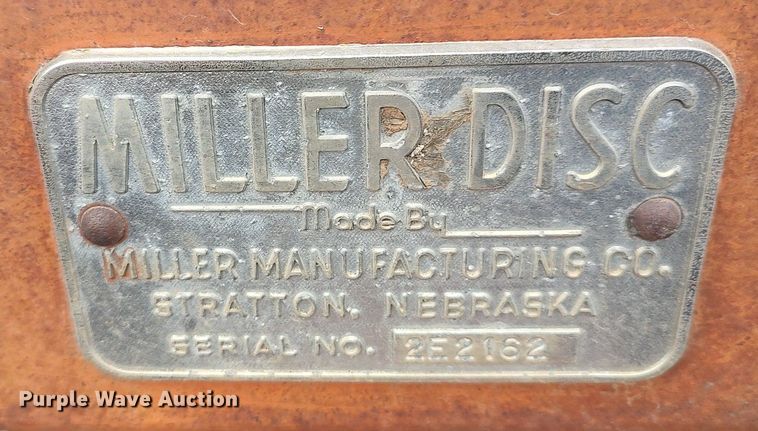 MILLER DISC
Made By
MILLER MANUFACTURING CO.
STRATTON, NEBRASKA
SERIAL NO. 2E2162
Purple Wave Auction